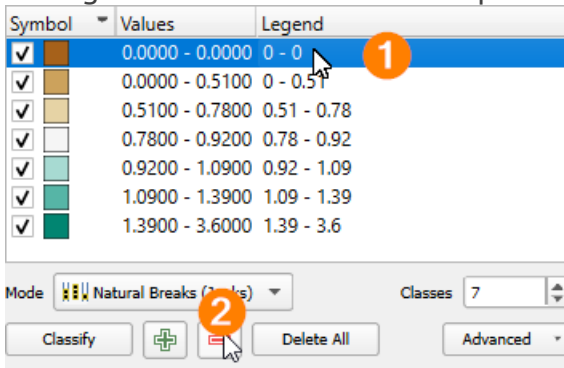 Symbol Values Legend
0.0000 - 0.0000 0 - 0
1
0.0000 - 0.5100 0 - 0.51
0.5100 - 0.7800 0.51 - 0.78
0.7800 - 0.9200 0.78 - 0.92
0.9200 - 1.0900 0.92 - 1.09
1.0900 - 1.3900 1.09 - 1.39
1.3900 - 3.6000 1.39 - 3.6
Mode Natural Breaks Classes 7
2
Classify Delete All Advanced